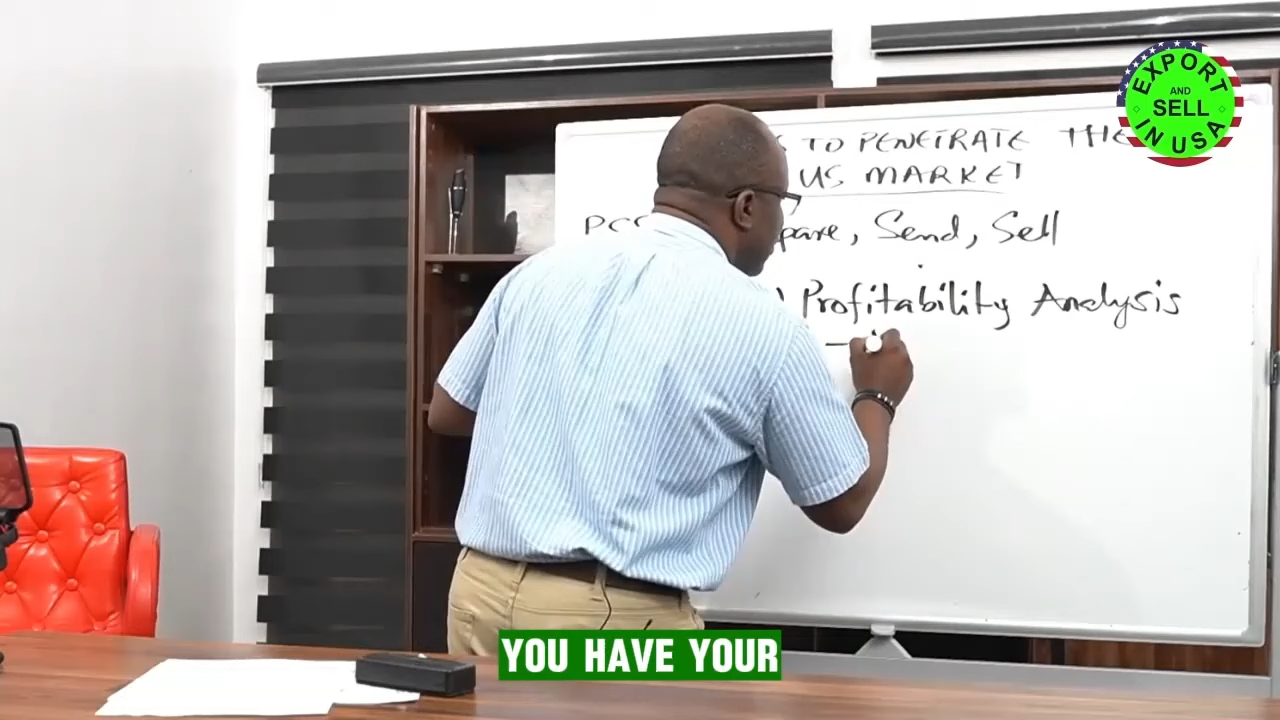 TO PENETRATE THE
US MARKET
Send, Sell
Profitability Analysis
EXPORT
AND
SELL
IN USA
YOU HAVE YOUR